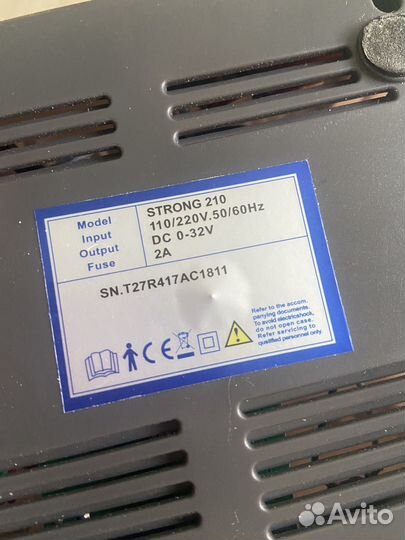 Model STRONG 210
Input 110/220V.50/60Hz
Output DC 0-32V
Fuse 2A
SN.T27R417AC1811
Refer to the accom.
panying documents.
To avoid electricshock,
do not open case.
Refer servicing to
qualified personnel only.
CE
Avito